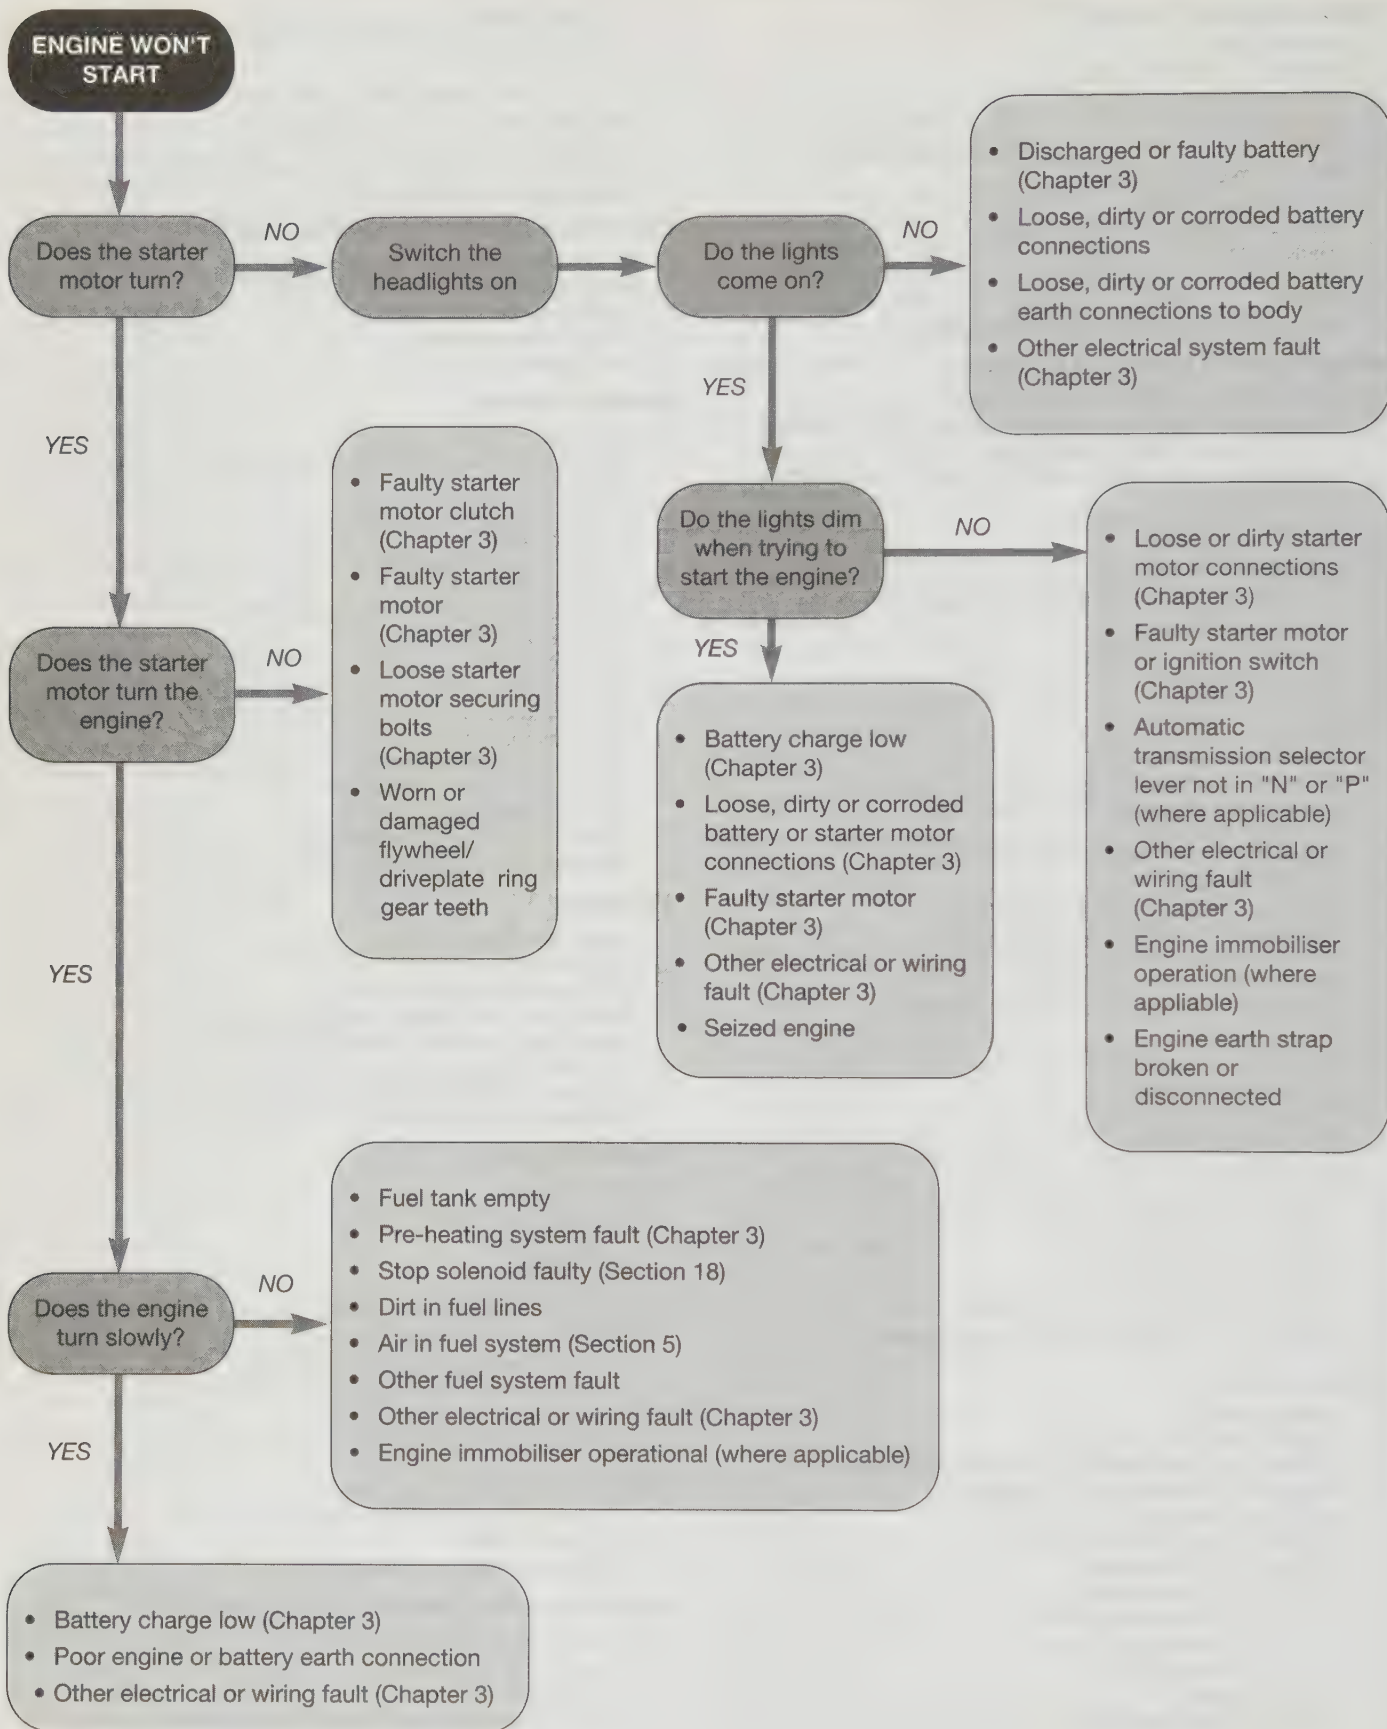 ENGINE WON'T
START
Does the starter
motor turn?
NO
Switch the
headlights on
Do the lights
come on?
NO
• Discharged or faulty battery
(Chapter 3)
• Loose, dirty or corroded battery
connections
• Loose, dirty or corroded battery
earth connections to body
• Other electrical system fault
(Chapter 3)
YES
YES
• Faulty starter
motor clutch
(Chapter 3)
• Faulty starter
motor
(Chapter 3)
• Loose starter
motor securing
bolts
(Chapter 3)
• Worn or
damaged
flywheel/
driveplate ring
gear teeth
Do the lights dim
when trying to
start the engine?
NO
• Loose or dirty starter
motor connections
(Chapter 3)
• Faulty starter motor
or ignition switch
(Chapter 3)
• Automatic
transmission selector
lever not in "N" or "P"
(where applicable)
• Other electrical or
wiring fault
(Chapter 3)
• Engine immobiliser
operation (where
appliable)
• Engine earth strap
broken or
disconnected
Does the starter
motor turn the
engine?
NO
YES
• Battery charge low
(Chapter 3)
• Loose, dirty or corroded
battery or starter motor
connections (Chapter 3)
• Faulty starter motor
(Chapter 3)
• Other electrical or wiring
fault (Chapter 3)
• Seized engine
YES
Does the engine
turn slowly?
NO
• Fuel tank empty
• Pre-heating system fault (Chapter 3)
• Stop solenoid faulty (Section 18)
• Dirt in fuel lines
• Air in fuel system (Section 5)
• Other fuel system fault
• Other electrical or wiring fault (Chapter 3)
• Engine immobiliser operational (where applicable)
YES
• Battery charge low (Chapter 3)
• Poor engine or battery earth connection
• Other electrical or wiring fault (Chapter 3)